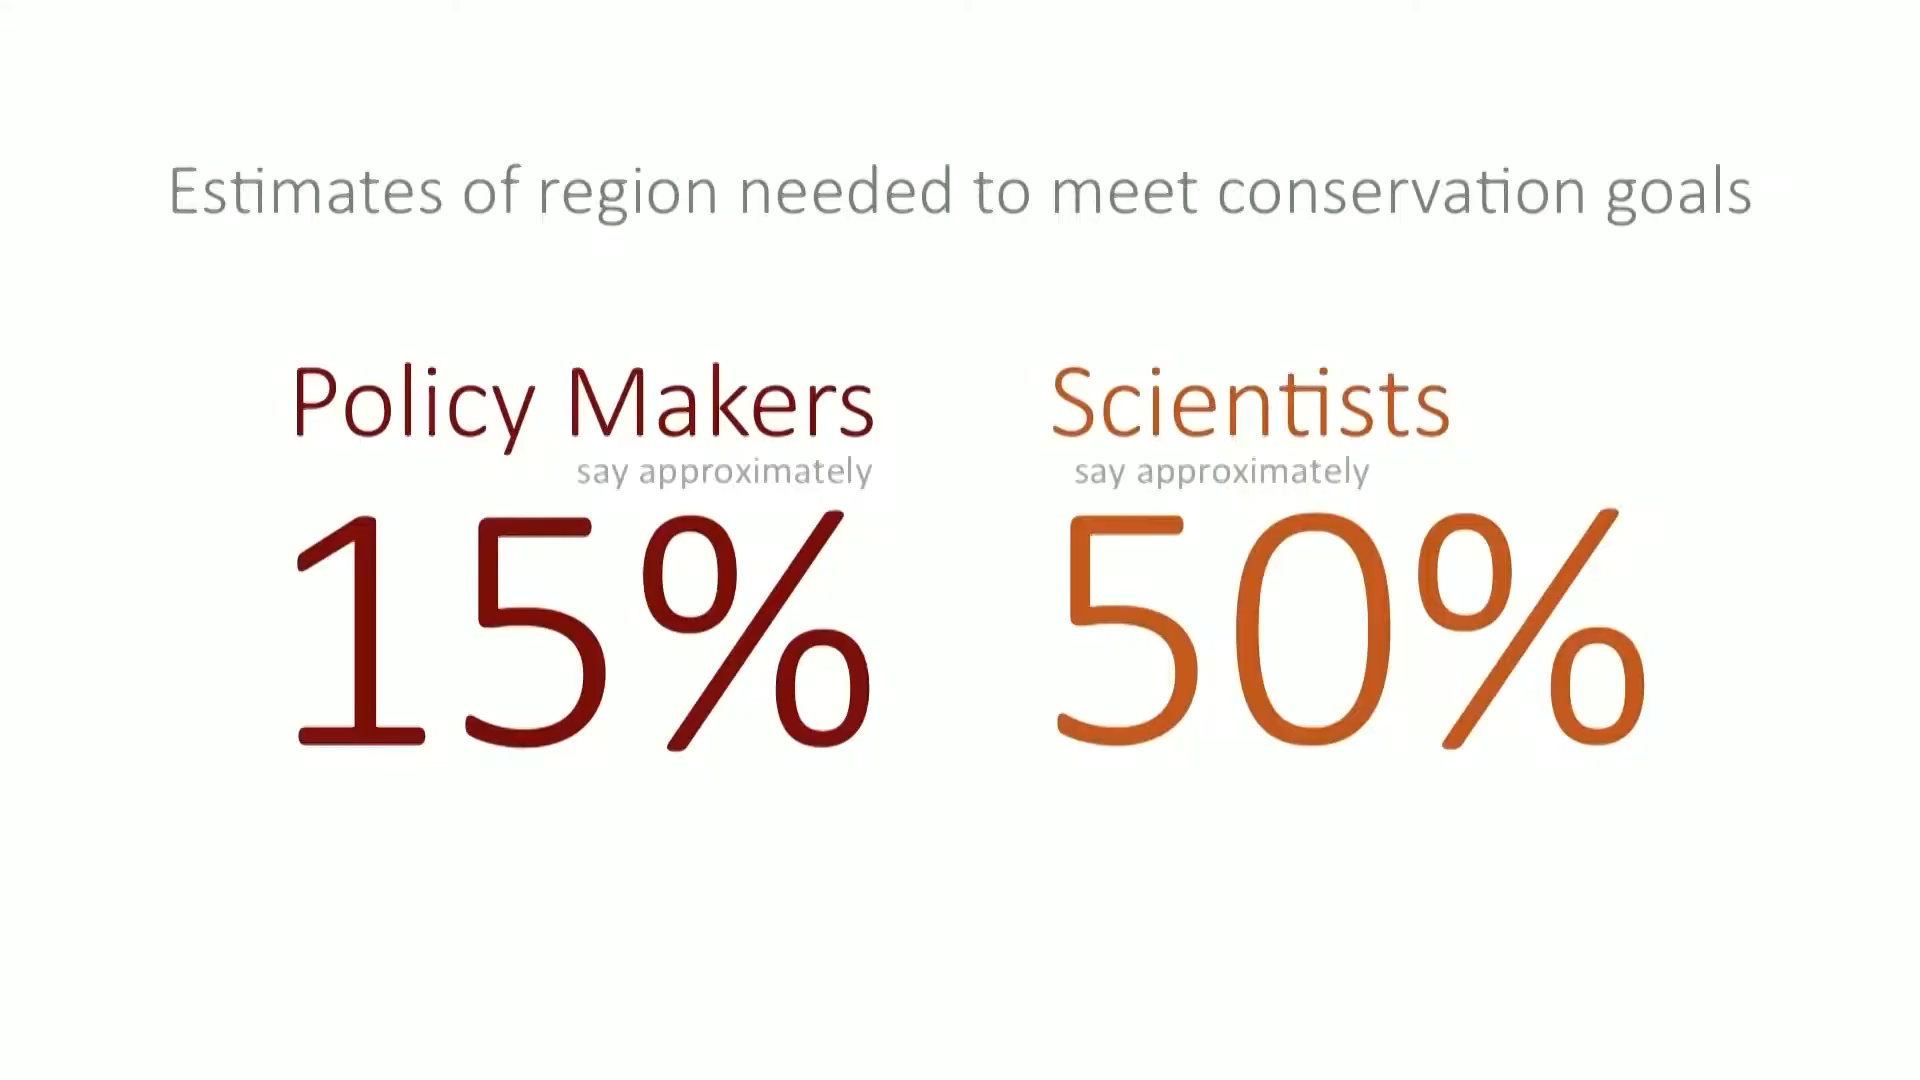 Estimates of region needed to meet conservation goals
Policy Makers
say approximately
15%
Scientists
say approximately
50%